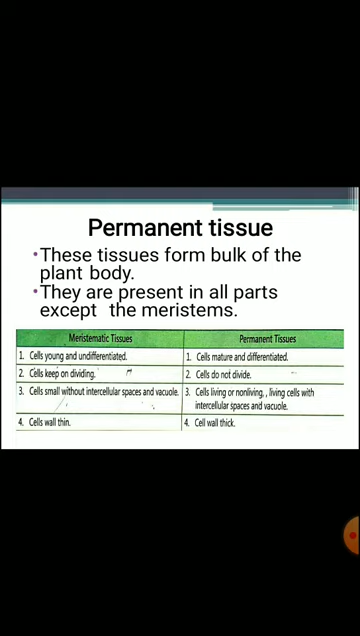 Permanent tissue
•These tissues form bulk of the
plant body.
•They are present in all parts
except the meristems.
Meristematic Tissues
Permanent Tissues
1. Cells young and undifferentiated.
1. Cells mature and differentiated.
2. Cells keep on dividing.
2. Cells do not divide.
3. Cells small without intercellular spaces and vacuole.
3. Cells living or nonliving, , living cells with
intercellular spaces and vacuole.
4. Cells wall thin.
4. Cell wall thick.